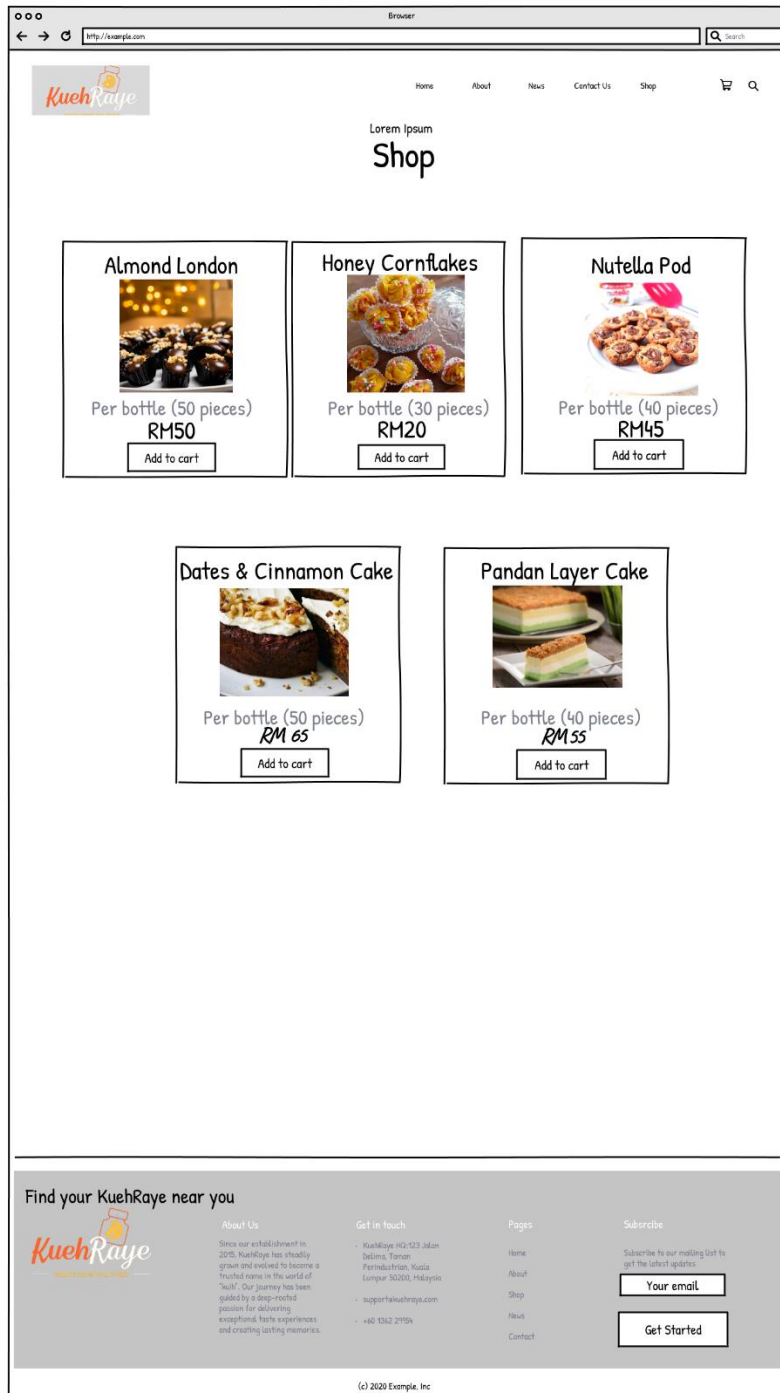 Browser
http://example.com
Search
KuehRaye
Home About News Contact Us Shop
Lorem Ipsum
Shop
Almond London
Per bottle (50 pieces)
RM50
Add to cart
Honey Cornflakes
Per bottle (30 pieces)
RM20
Add to cart
Nutella Pod
Per bottle (40 pieces)
RM45
Add to cart
Dates & Cinnamon Cake
Per bottle (50 pieces)
RM 65
Add to cart
Pandan Layer Cake
Per bottle (40 pieces)
RM 55
Add to cart
Find your KuehRaye near you
KuehRaye
About Us
Since our establishment in
2015, KuehRaye has steadily
grown and evolved to become a
trusted name in the world of
"kuih". Our journey has been
guided by a deep-rooted
passion for delivering
exceptional taste experiences
and creating lasting memories.
Get in touch
KuehRaye HQ:123 Jalan
Delima, Taman
Perindustrian, Kuala
Lumpur 50200, Malaysia
support@kuehraye.com
+60 1362 29154
Pages
Home
About
Shop
News
Contact
Subscribe to our mailing list to
get the latest updates
Your email
Get Started
(c) 2020 Example, Inc